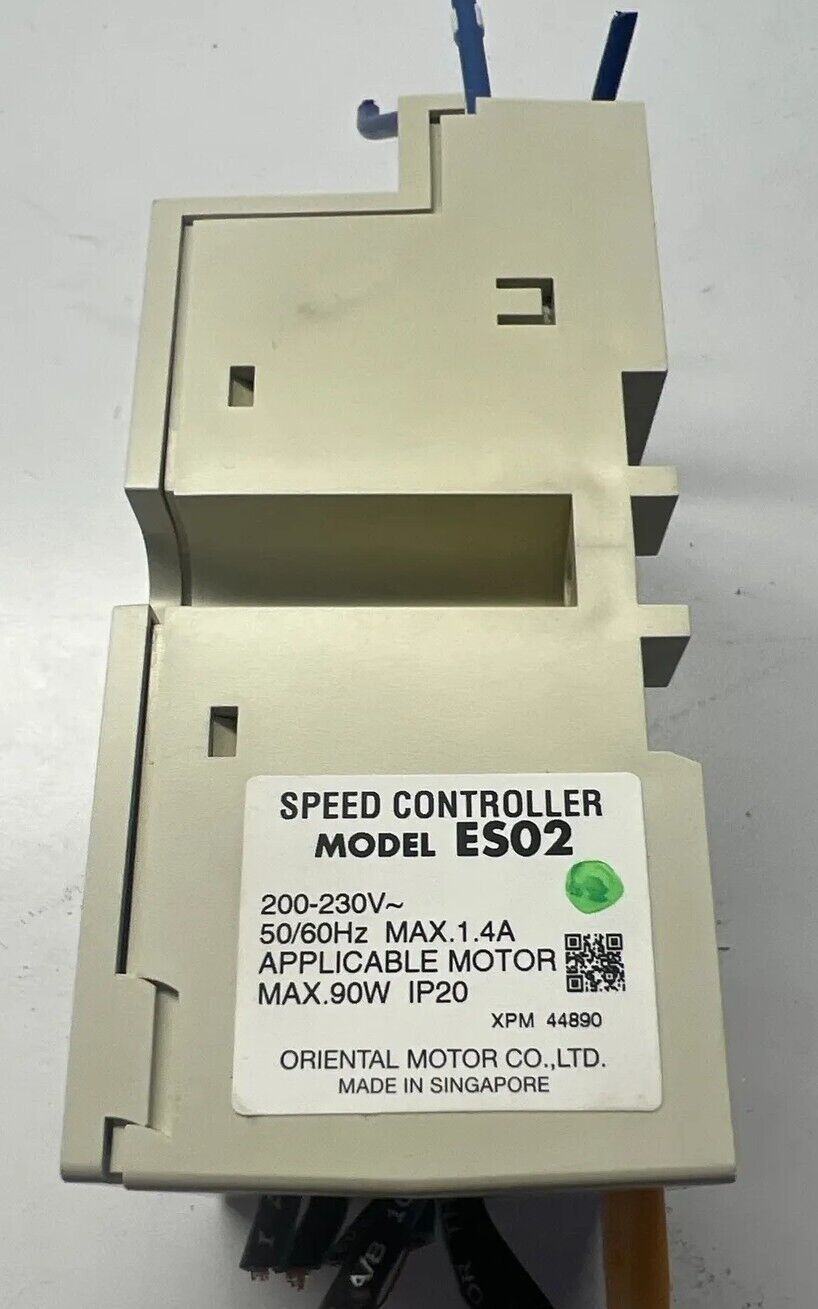 SPEED CONTROLLER
MODEL ES02
200-230V~
50/60Hz MAX.1.4A
APPLICABLE MOTOR
MAX.90W IP20
XPM 44890
ORIENTAL MOTOR CO.,LTD.
MADE IN SINGAPORE